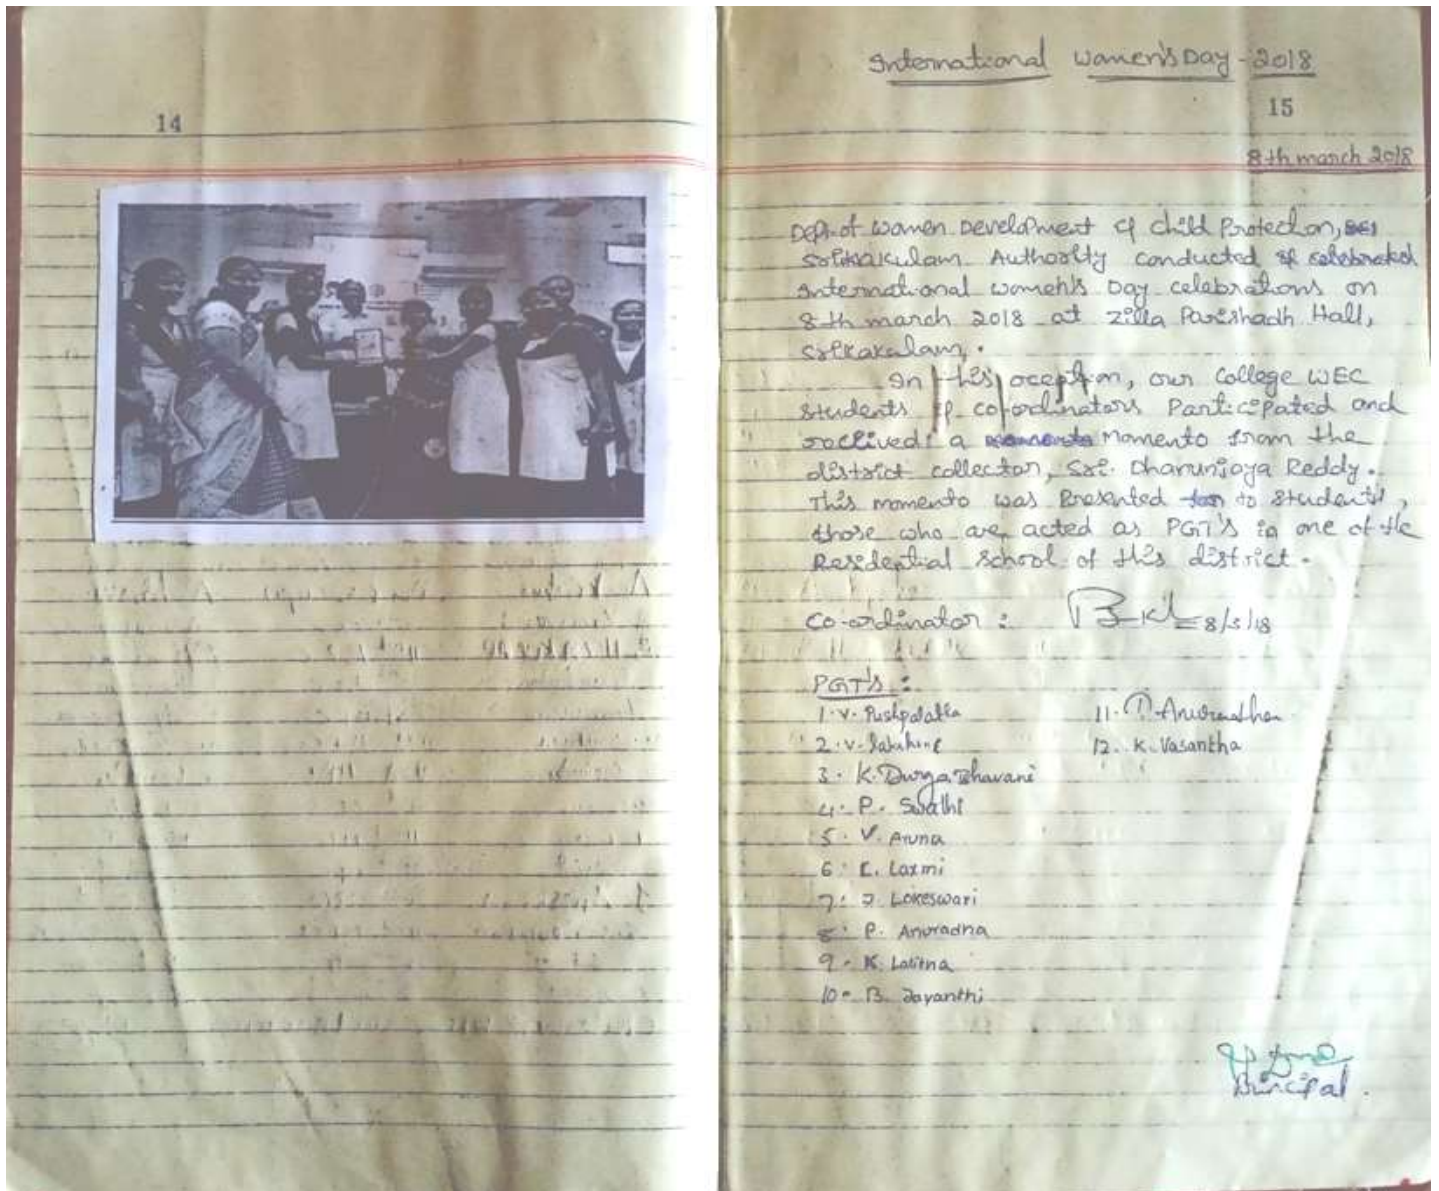 14
International Women's Day - 2018
15
8th march 2018
Dept. of Women Development & Child Protection,
Srikakulam Authority conducted & celebrated
International Women's Day celebrations on
8th march 2018 at Zilla Parishadh Hall,
Srikakulam.
In this oception, our College WEC
Students & co-ordinators Participated and
reclived a Momento from the
district collector, Sri. Dhanunjaya Reddy.
This momento was Presented to Students,
those who are acted as PGT'S in one of the
Residential School of this district.
Co-ordinator : 8/3/18
PGT's :
1. V. Pushpalatha
2. V.
3. K. Durga Bhavani
4. P. Swathi
5. V. Aruna
6. Laxmi
7. J. Lokeswari
8. P. Anuradha
9. K. Lalitha
10. B. Jayanthi
11. Anuradha
12. K. Vasantha
Principal.